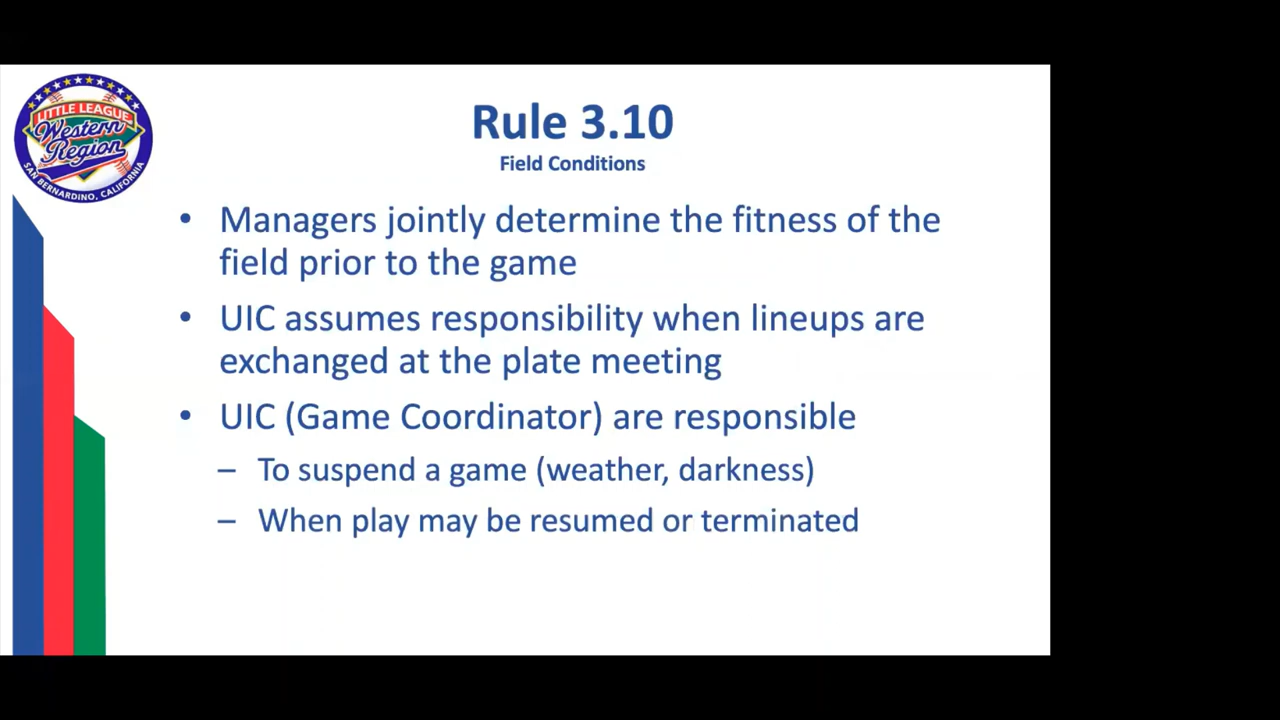 LITTLE LEAGUE
Western
Region
SAN BERNARDINO, CALIFORNIA
Rule 3.10
Field Conditions
• Managers jointly determine the fitness of the
field prior to the game
• UIC assumes responsibility when lineups are
exchanged at the plate meeting
• UIC (Game Coordinator) are responsible
– To suspend a game (weather, darkness)
– When play may be resumed or terminated